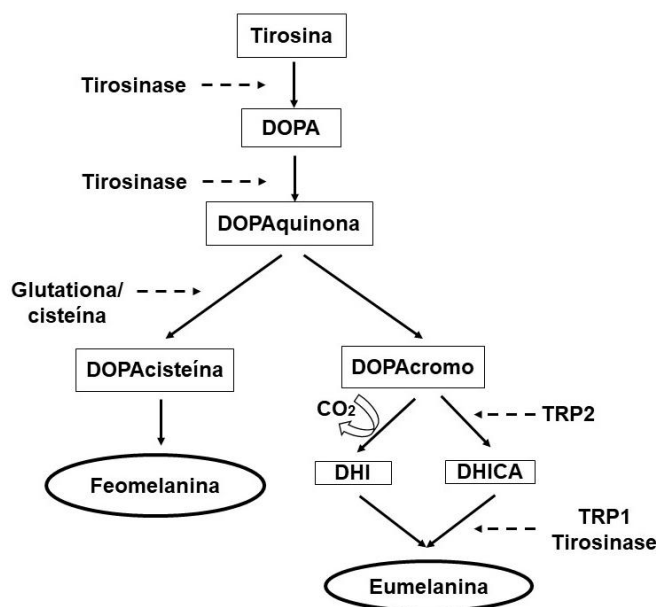 Tirosina
Tirosinase
DOPA
Tirosinase
DOPAquinona
Glutationa/
cisteína
DOPAcisteína
DOPAcromo
CO₂
TRP2
DHI
DHICA
Feomelanina
TRP1
Tirosinase
Eumelanina